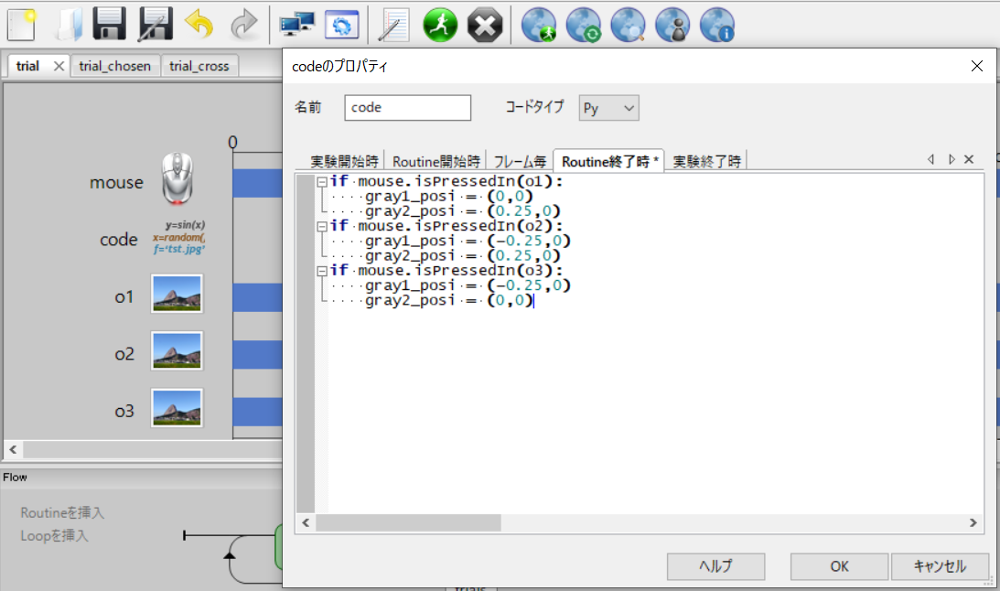 trial
trial_chosen
trial_cross
codeのプロパティ
名前
code
コードタイプ
Py
実験開始時
Routine開始時
フレーム毎
Routine終了時 *
実験終了時
0
mouse
code
y=sin(x)
x=random(,
f='tst.jpg'
o1
o2
o3
if mouse.isPressedIn(o1):
gray1_posi = (0,0)
gray2_posi = (0.25,0)
if mouse.isPressedIn(o2):
gray1_posi = (-0.25,0)
gray2_posi = (0.25,0)
if mouse.isPressedIn(o3):
gray1_posi = (-0.25,0)
gray2_posi = (0,0)
Flow
Routineを挿入
Loopを挿入
ヘルプ
OK
キャンセル
trials